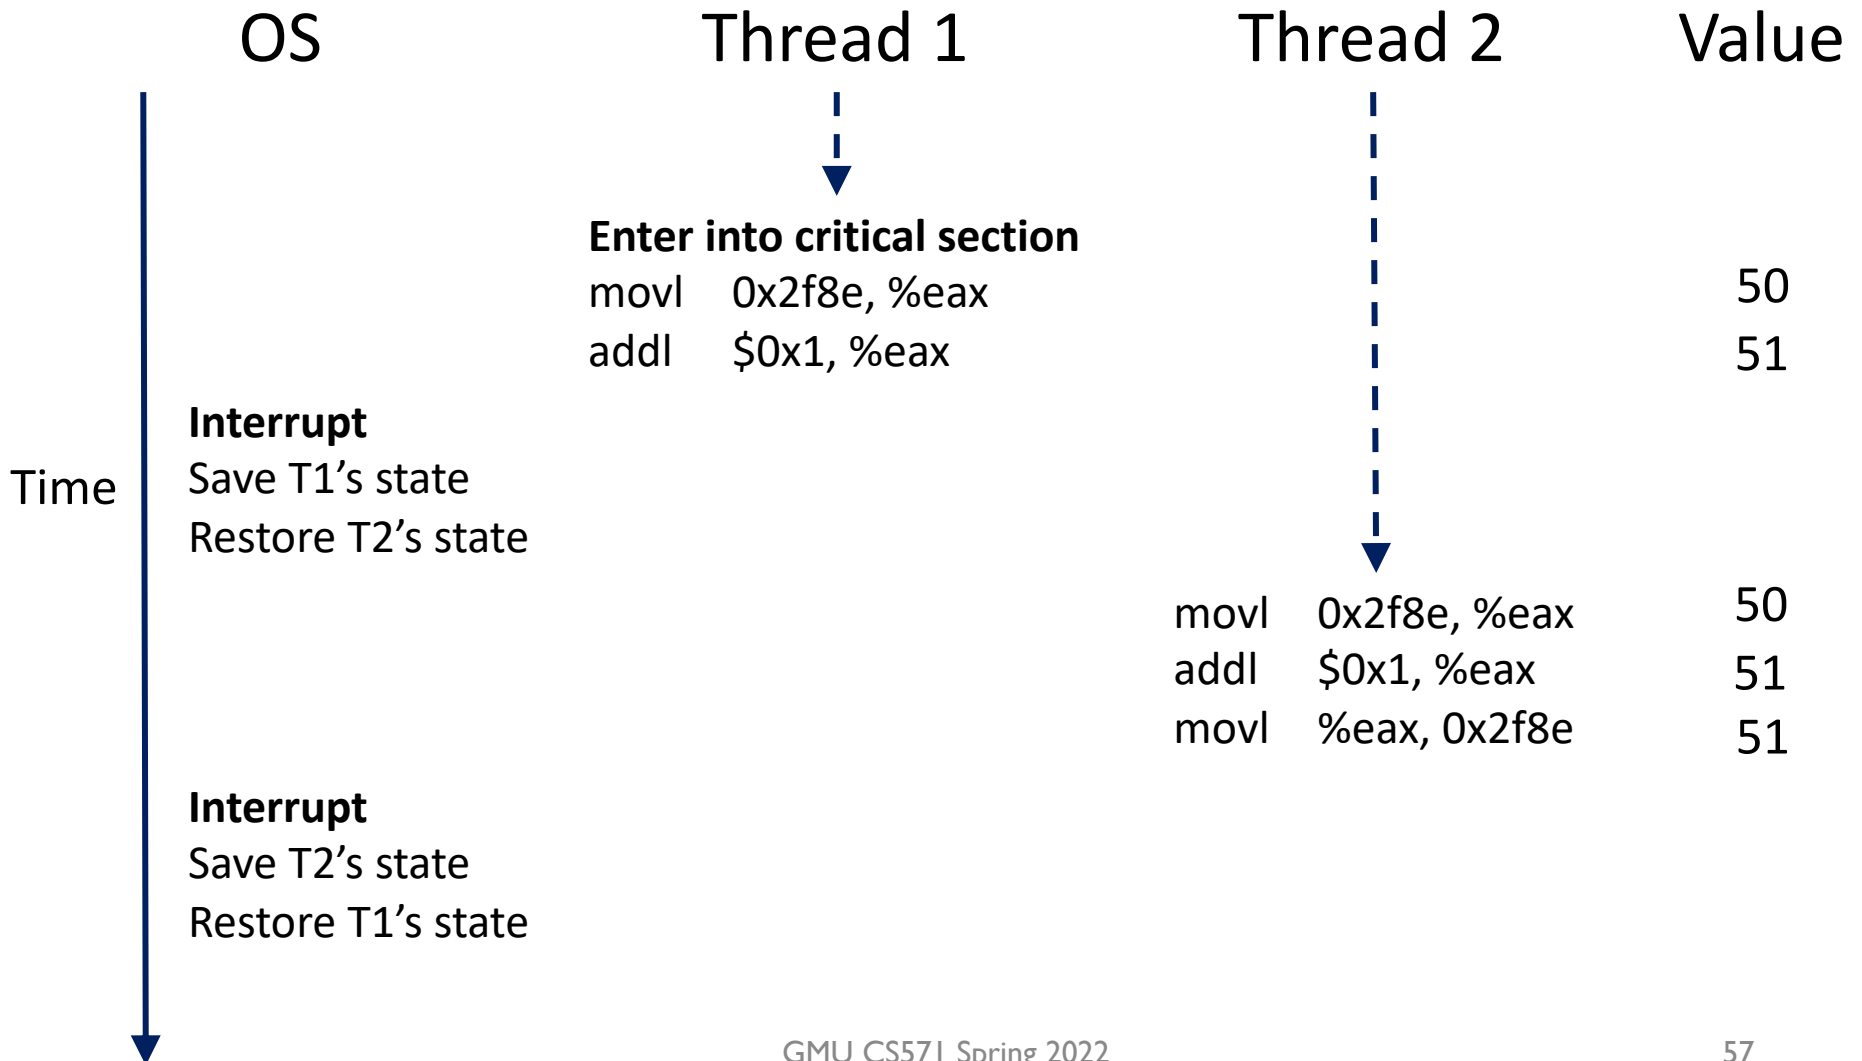 OS Thread 1 Thread 2 Value
Enter into critical section
movl 0x2f8e, %eax 50
addl $0x1, %eax 51
Interrupt
Time Save T1’s state
Restore T2’s state
movl 0x2f8e, %eax 50
addl $0x1, %eax 51
movl %eax, 0x2f8e 51
Interrupt
Save T2’s state
Restore T1’s state
GMU CS571 Spring 2022 57